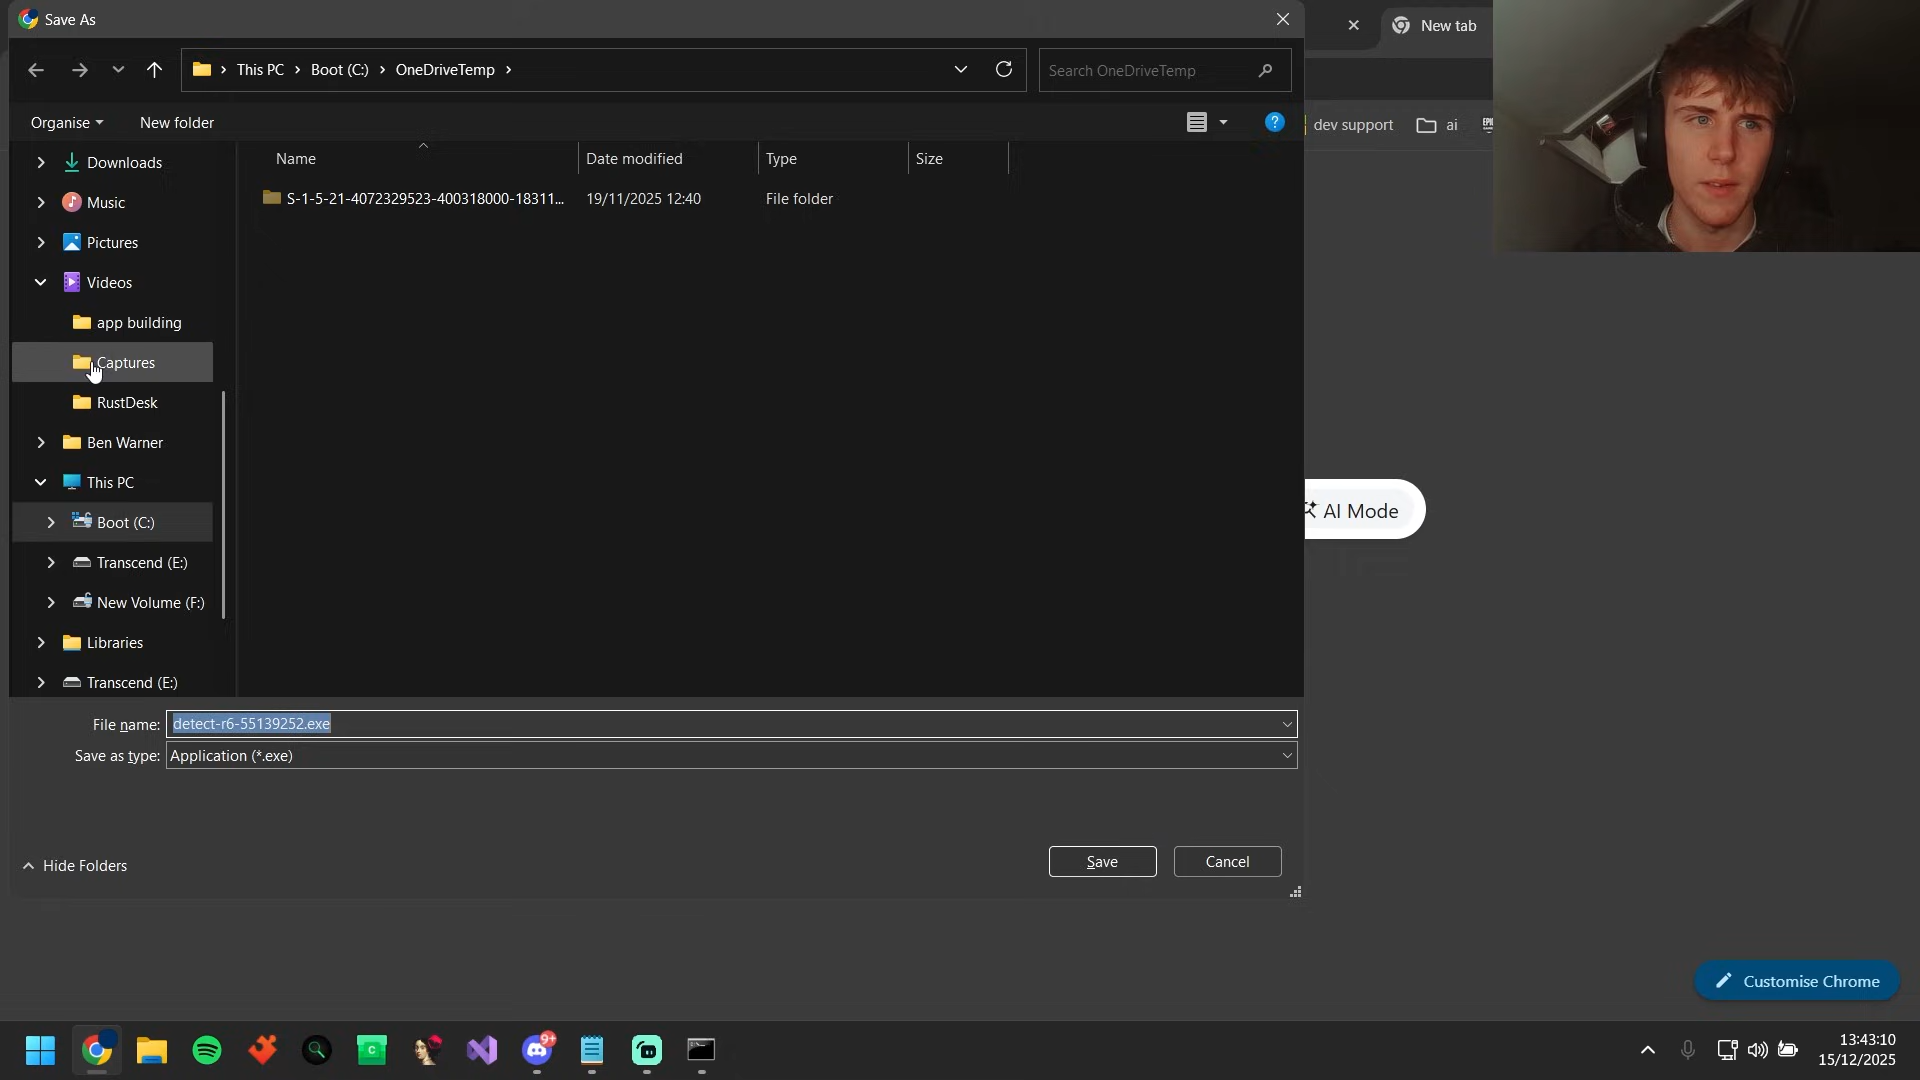 Save As
New tab
This PC > Boot (C:) > OneDriveTemp >
Search OneDriveTemp
Organise
New folder
dev support
ai
EPIC
Downloads
Music
Pictures
Videos
app building
Captures
RustDesk
Ben Warner
This PC
Boot (C:)
Transcend (E:)
New Volume (F:)
Libraries
Transcend (E:)
Name Date modified Type Size
S-1-5-21-4072329523-400318000-18311... 19/11/2025 12:40 File folder
AI Mode
File name: detect-r6-55139252.exe
Save as type: Application (*.exe)
Hide Folders
Save
Cancel
Customise Chrome
9+
13:43:10
15/12/2025